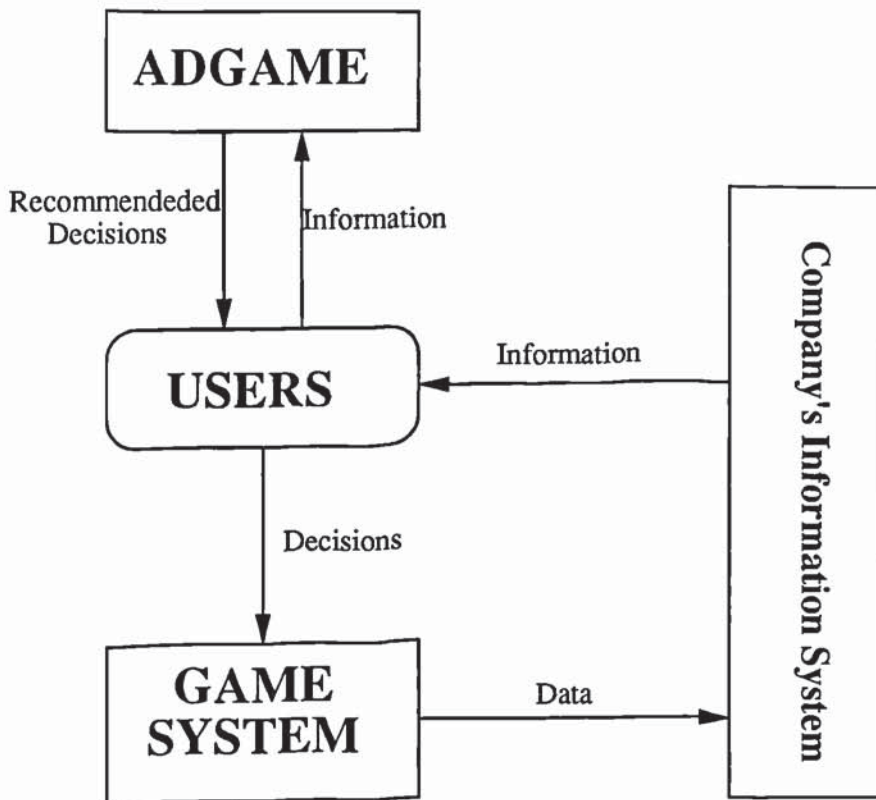 ADGAME
Recommendeded
Decisions
Information
USERS
Information
Decisions
GAME
SYSTEM
Data
Company's Information System